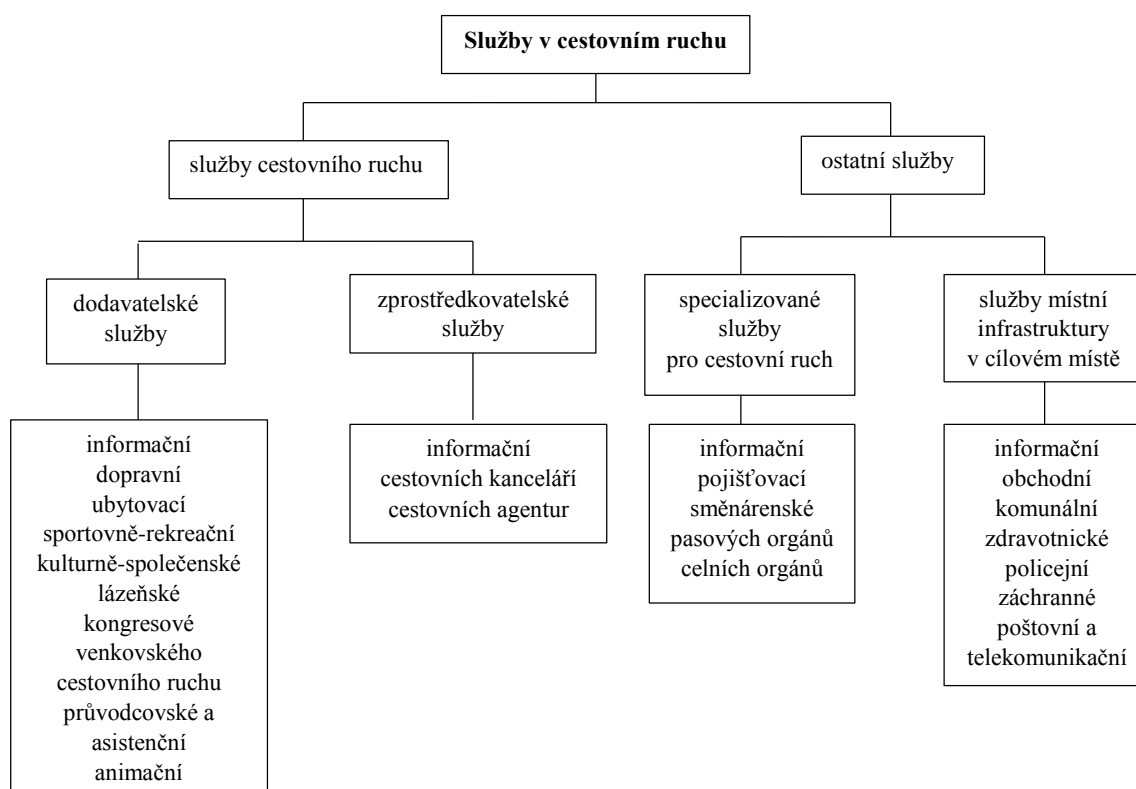 Služby v cestovním ruchu
služby cestovního ruchu
ostatní služby
dodavatelské
služby
zprostředkovatelské
služby
specializované
služby
pro cestovní ruch
služby místní
infrastruktury
v cílovém místě
informační
dopravní
ubytovací
sportovně-rekreační
kulturně-společenské
lázeňské
kongresové
venkovského
cestovního ruchu
průvodcovské a
asistenční
animační
informační
cestovních kanceláří
cestovních agentur
informační
pojišťovací
směnárenské
pasových orgánů
celních orgánů
informační
obchodní
komunální
zdravotnické
policejní
záchranné
poštovní a
telekomunikační